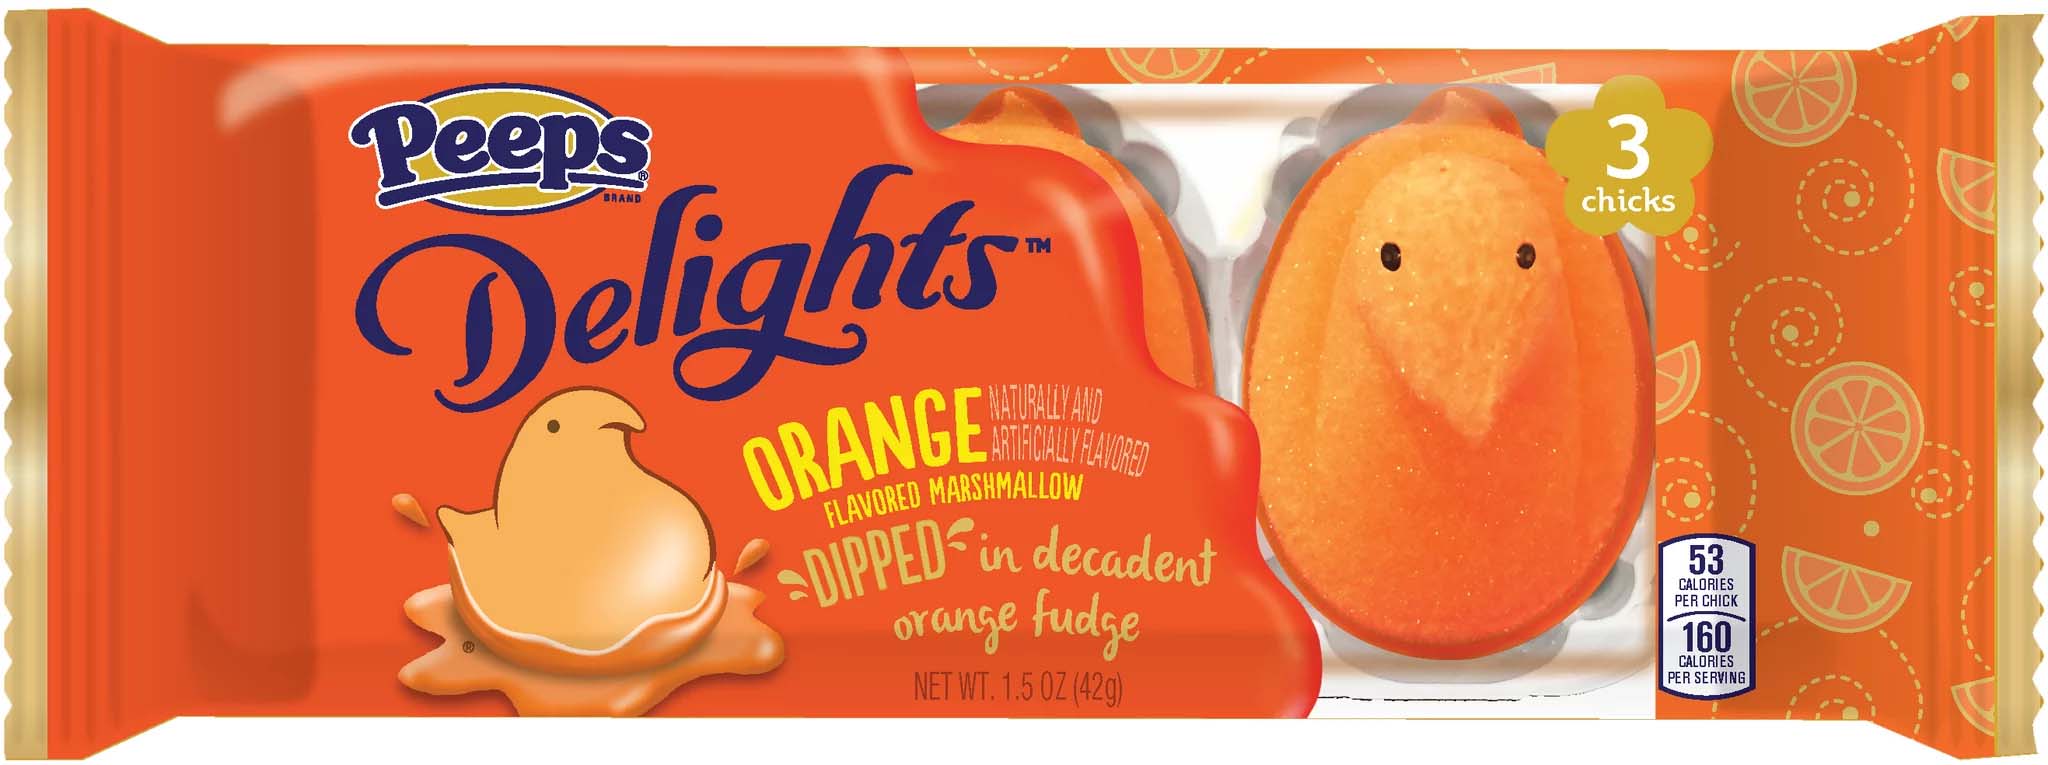 Peeps®
BRAND
Delights™
ORANGE
NATURALLY AND
ARTIFICIALLY FLAVORED
FLAVORED MARSHMALLOW
DIPPED in decadent
orange fudge
NET WT. 1.5 OZ (42g)
®
3
chicks
53
CALORIES
PER CHICK
160
CALORIES
PER SERVING